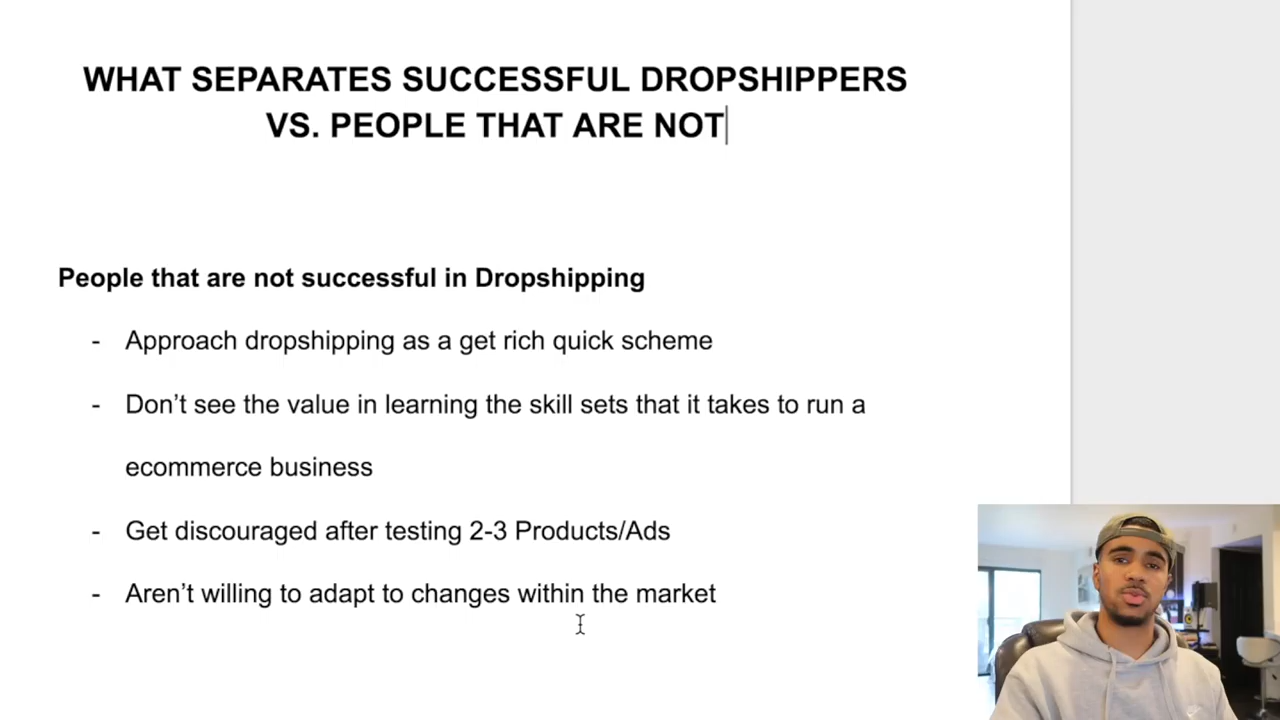 WHAT SEPARATES SUCCESSFUL DROPSHIPPERS
VS. PEOPLE THAT ARE NOT
People that are not successful in Dropshipping
- Approach dropshipping as a get rich quick scheme
- Don’t see the value in learning the skill sets that it takes to run a
ecommerce business
- Get discouraged after testing 2-3 Products/Ads
- Aren’t willing to adapt to changes within the market